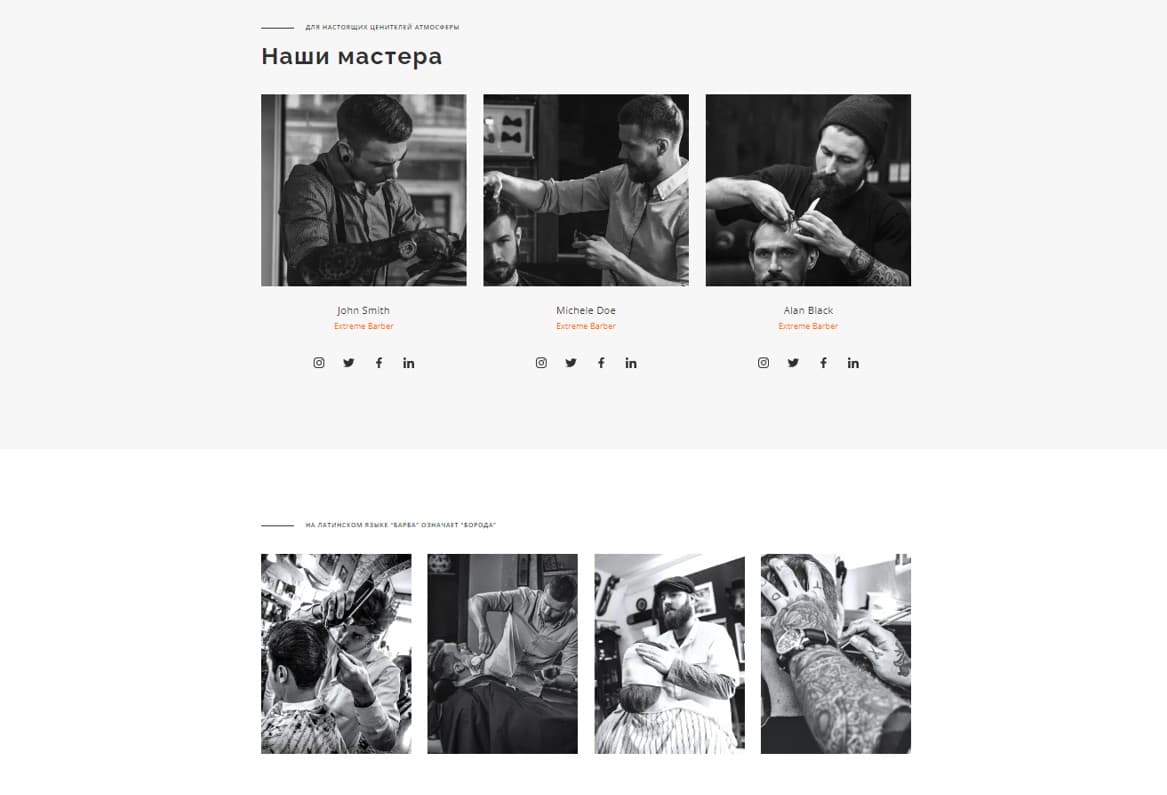 ДЛЯ НАСТОЯЩИХ ЦЕНИТЕЛЕЙ АТМОСФЕРЫ
Наши мастера
John Smith
Extreme Barber
Michele Doe
Extreme Barber
Alan Black
Extreme Barber
НА ЛАТИНСКОМ ЯЗЫКЕ "БАРБА" ОЗНАЧАЕТ "БОРОДА"